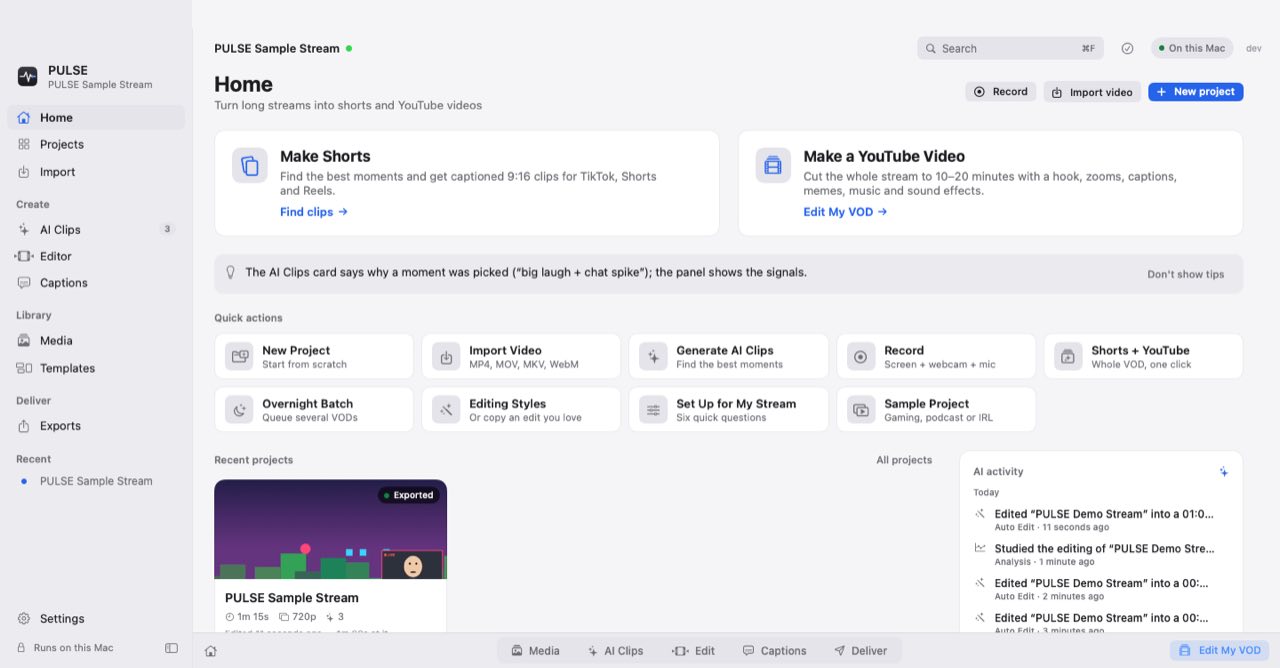 PULSE
PULSE Sample Stream
Home
Projects
Import
Create
AI Clips 3
Editor
Captions
Library
Media
Templates
Deliver
Exports
Recent
PULSE Sample Stream
Settings
Runs on this Mac
PULSE Sample Stream
Search ⌘F
On this Mac
dev
Home
Turn long streams into shorts and YouTube videos
Record
Import video
New project
Make Shorts
Find the best moments and get captioned 9:16 clips for TikTok, Shorts
and Reels.
Find clips →
Make a YouTube Video
Cut the whole stream to 10–20 minutes with a hook, zooms, captions,
memes, music and sound effects.
Edit My VOD →
The AI Clips card says why a moment was picked (“big laugh + chat spike”); the panel shows the signals.
Don't show tips
Quick actions
New Project
Start from scratch
Import Video
MP4, MOV, MKV, WebM
Generate AI Clips
Find the best moments
Record
Screen + webcam + mic
Shorts + YouTube
Whole VOD, one click
Overnight Batch
Queue several VODs
Editing Styles
Or copy an edit you love
Set Up for My Stream
Six quick questions
Sample Project
Gaming, podcast or IRL
Recent projects
All projects
Exported
PULSE Sample Stream
1m 15s 720p 3
AI activity
Today
Edited “PULSE Demo Stream” into a 01:0...
Auto Edit · 11 seconds ago
Studied the editing of “PULSE Demo Stre...
Analysis · 1 minute ago
Edited “PULSE Demo Stream” into a 00:...
Auto Edit · 2 minutes ago
Edited “PULSE Demo Stream” into a 00:...
Auto Edit · 3 minutes ago
Media
AI Clips
Edit
Captions
Deliver
Edit My VOD